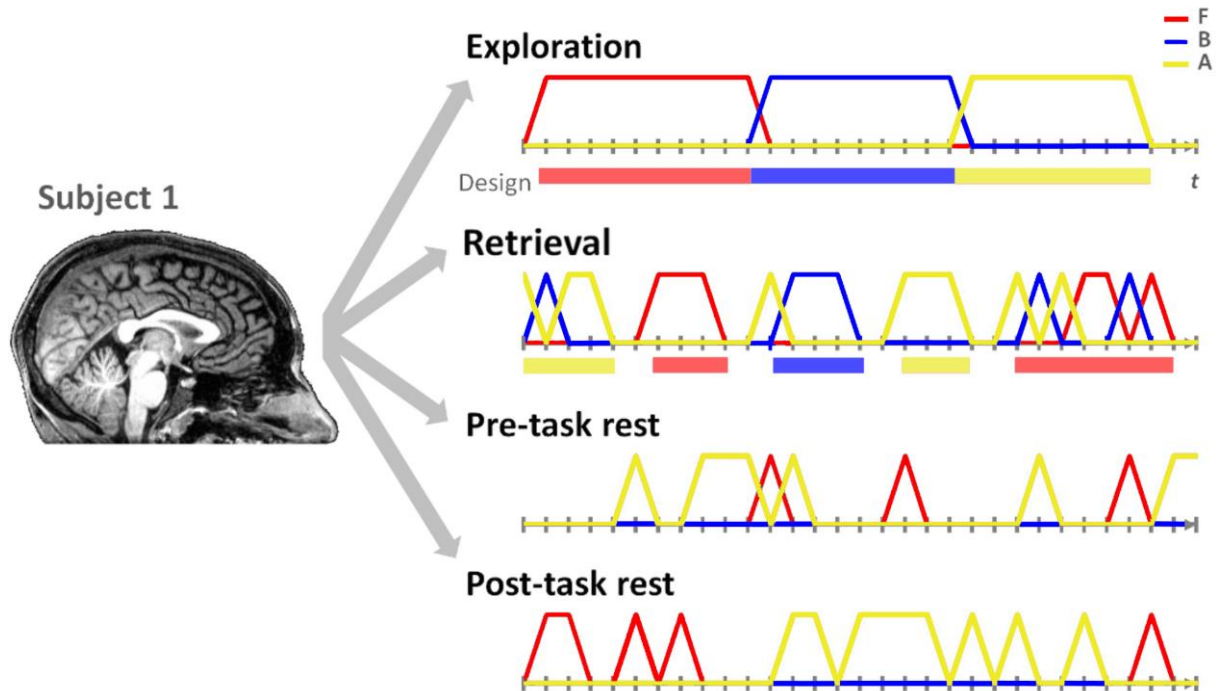 F
B
A
Exploration
Design
t
Subject 1
Retrieval
Pre-task rest
Post-task rest